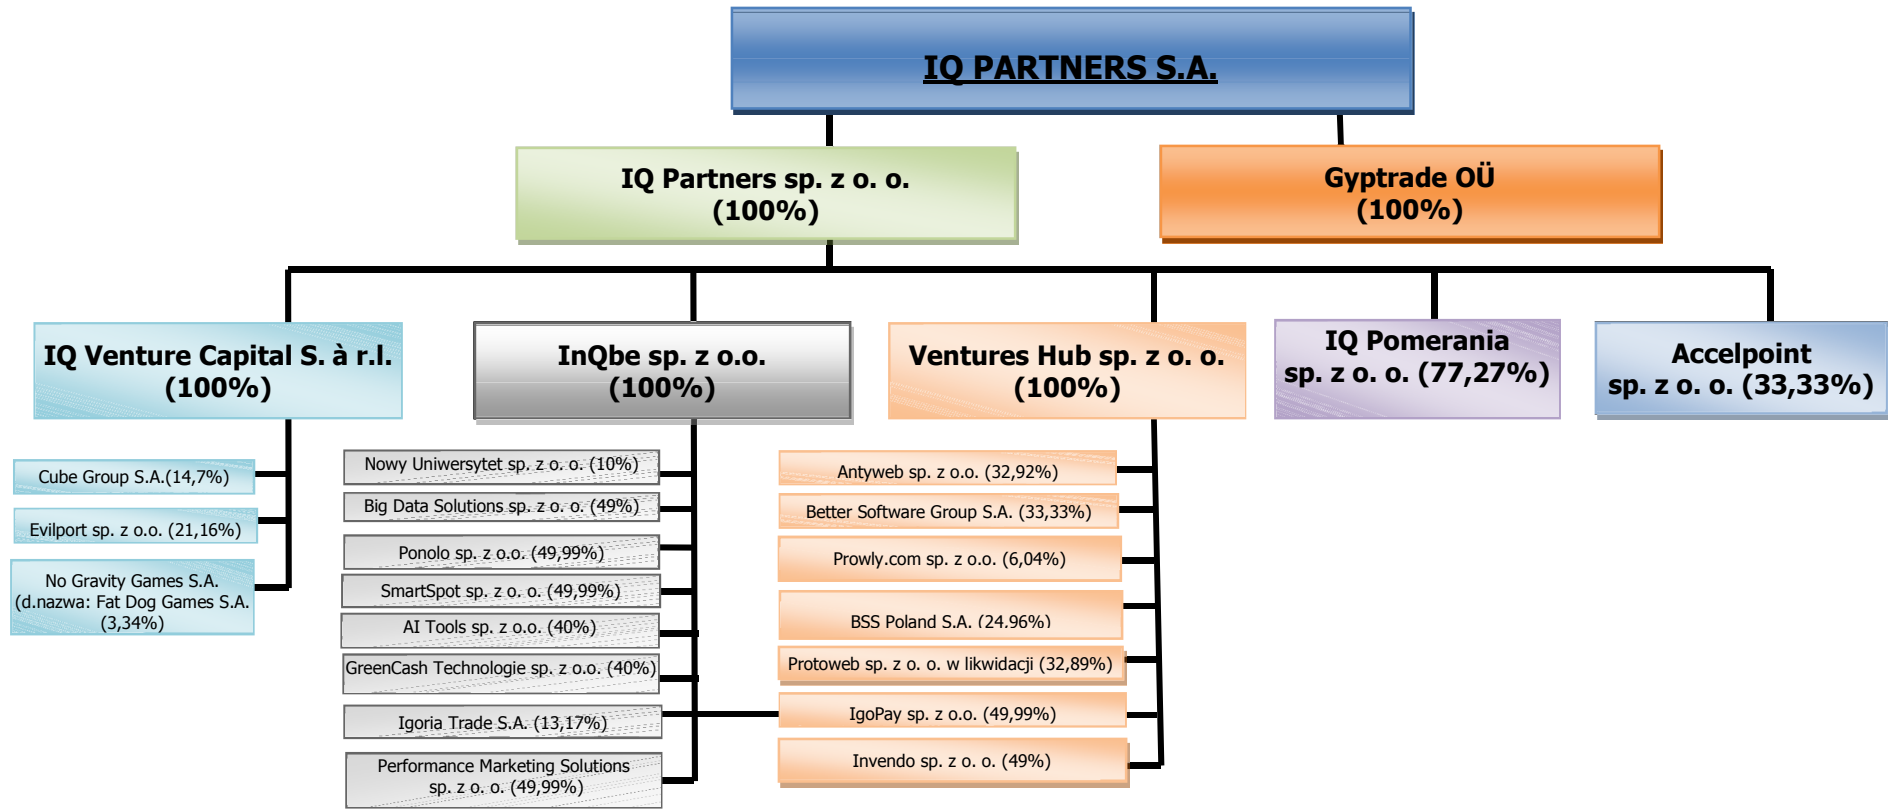 IQ PARTNERS S.A.
IQ Partners sp. z o. o.
(100%)
Gyptrade OÜ
(100%)
IQ Venture Capital S. à r.l.
(100%)
InQbe sp. z o.o.
(100%)
Ventures Hub sp. z o. o.
(100%)
IQ Pomerania
sp. z o. o. (77,27%)
Accelpoint
sp. z o. o. (33,33%)
Cube Group S.A.(14,7%)
Evilport sp. z o.o. (21,16%)
No Gravity Games S.A.
(d.nazwa: Fat Dog Games S.A.
(3,34%)
Nowy Uniwersytet sp. z o. o. (10%)
Big Data Solutions sp. z o. o. (49%)
Ponolo sp. z o.o. (49,99%)
SmartSpot sp. z o. o. (49,99%)
AI Tools sp. z o.o. (40%)
GreenCash Technologie sp. z o.o. (40%)
Igoria Trade S.A. (13,17%)
Performance Marketing Solutions
sp. z o. o. (49,99%)
Antyweb sp. z o.o. (32,92%)
Better Software Group S.A. (33,33%)
Prowly.com sp. z o.o. (6,04%)
BSS Poland S.A. (24,96%)
Protoweb sp. z o. o. w likwidacji (32,89%)
IgoPay sp. z o.o. (49,99%)
Invendo sp. z o. o. (49%)